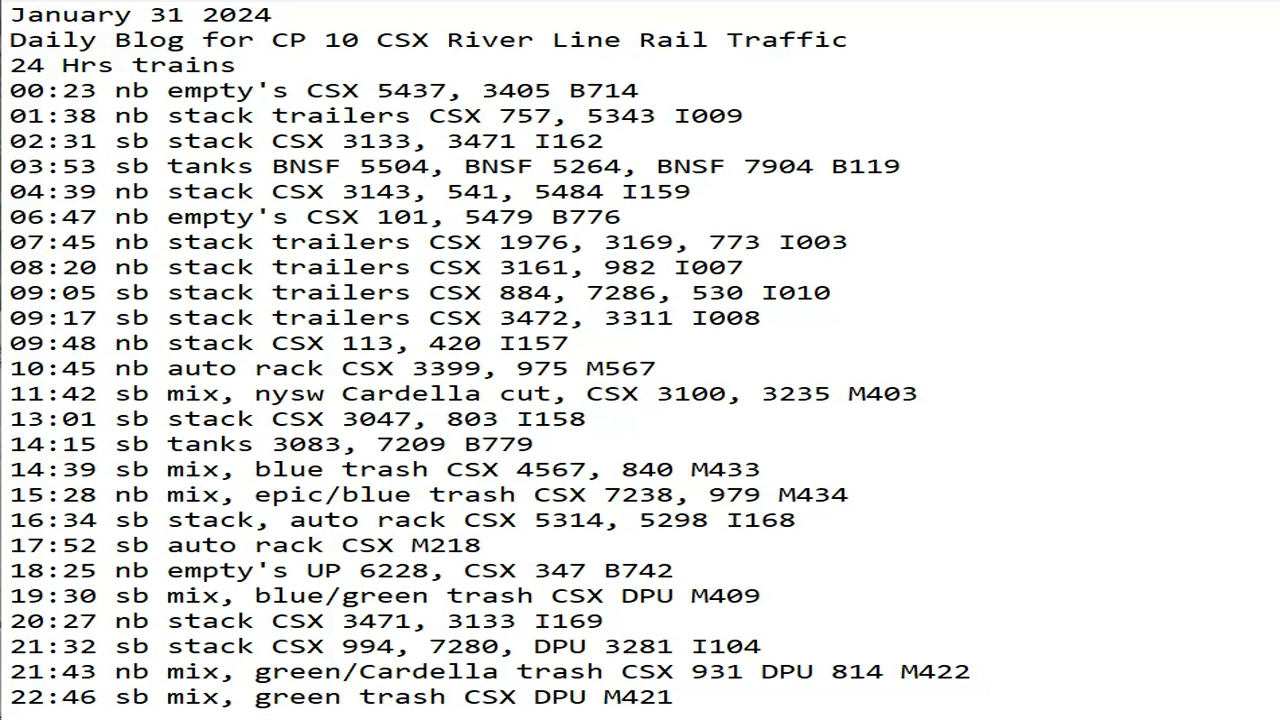 January 31 2024
Daily Blog for CP 10 CSX River Line Rail Traffic
24 Hrs trains
00:23 nb empty's CSX 5437, 3405 B714
01:38 nb stack trailers CSX 757, 5343 I009
02:31 sb stack CSX 3133, 3471 I162
03:53 sb tanks BNSF 5504, BNSF 5264, BNSF 7904 B119
04:39 nb stack CSX 3143, 541, 5484 I159
06:47 nb empty's CSX 101, 5479 B776
07:45 nb stack trailers CSX 1976, 3169, 773 I003
08:20 nb stack trailers CSX 3161, 982 I007
09:05 sb stack trailers CSX 884, 7286, 530 I010
09:17 sb stack trailers CSX 3472, 3311 I008
09:48 nb stack CSX 113, 420 I157
10:45 nb auto rack CSX 3399, 975 M567
11:42 sb mix, nysw Cardella cut, CSX 3100, 3235 M403
13:01 sb stack CSX 3047, 803 I158
14:15 sb tanks 3083, 7209 B779
14:39 sb mix, blue trash CSX 4567, 840 M433
15:28 nb mix, epic/blue trash CSX 7238, 979 M434
16:34 sb stack, auto rack CSX 5314, 5298 I168
17:52 sb auto rack CSX M218
18:25 nb empty's UP 6228, CSX 347 B742
19:30 sb mix, blue/green trash CSX DPU M409
20:27 nb stack CSX 3471, 3133 I169
21:32 sb stack CSX 994, 7280, DPU 3281 I104
21:43 nb mix, green/Cardella trash CSX 931 DPU 814 M422
22:46 sb mix, green trash CSX DPU M421